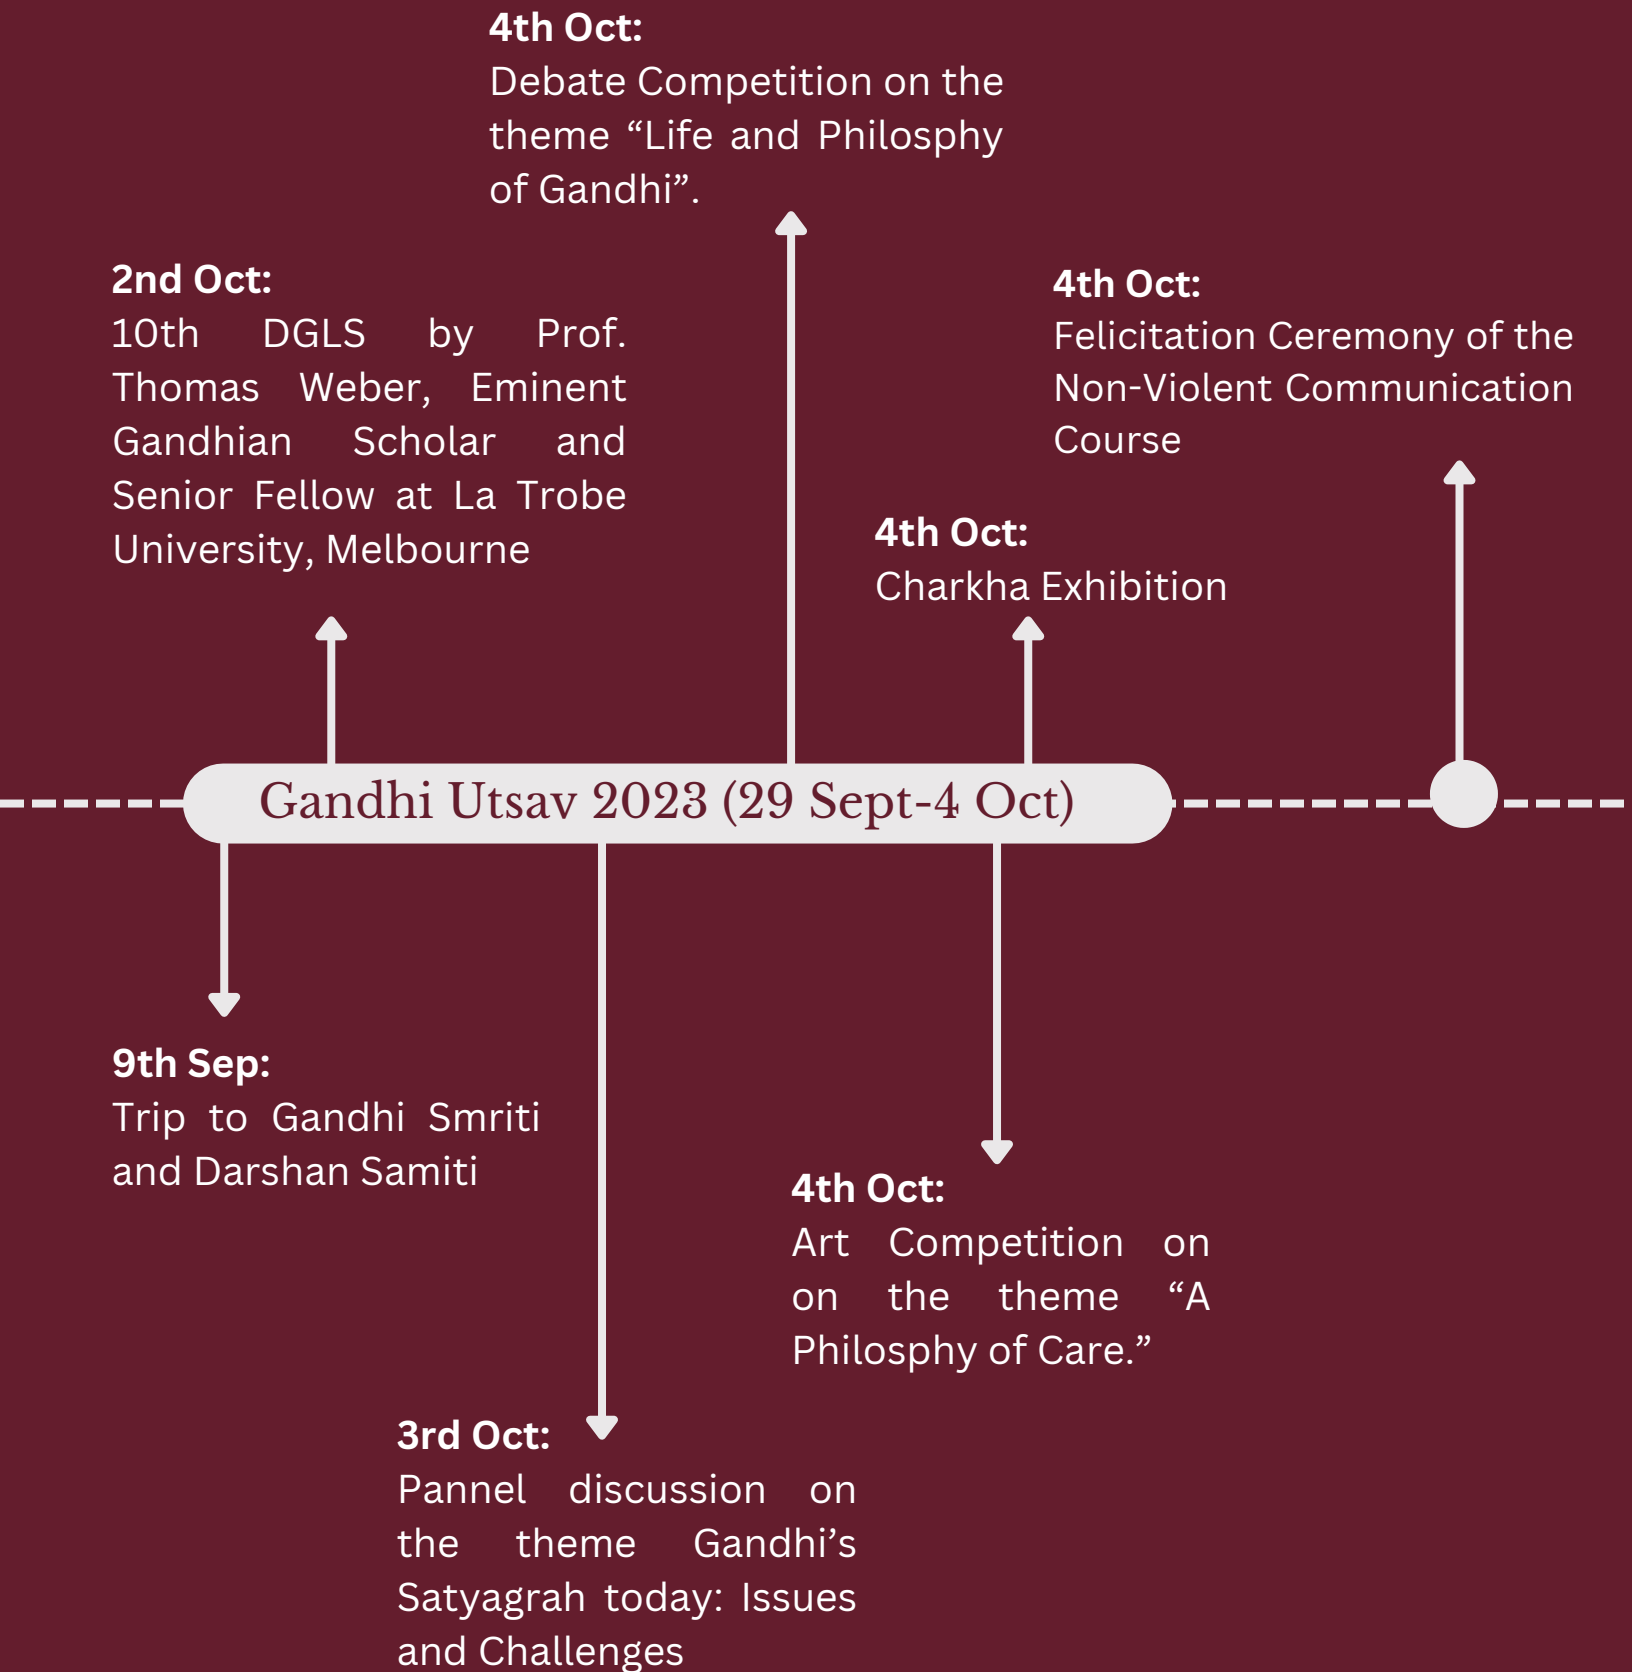 4th Oct:
Debate Competition on the
theme “Life and Philosphy
of Gandhi”.
2nd Oct:
10th DGLS by Prof.
Thomas Weber, Eminent
Gandhian Scholar and
Senior Fellow at La Trobe
University, Melbourne
4th Oct:
Felicitation Ceremony of the
Non-Violent Communication
Course
4th Oct:
Charkha Exhibition
Gandhi Utsav 2023 (29 Sept-4 Oct)
9th Sep:
Trip to Gandhi Smriti
and Darshan Samiti
4th Oct:
Art Competition on
on the theme “A
Philosphy of Care.”
3rd Oct:
Pannel discussion on
the theme Gandhi’s
Satyagrah today: Issues
and Challenges